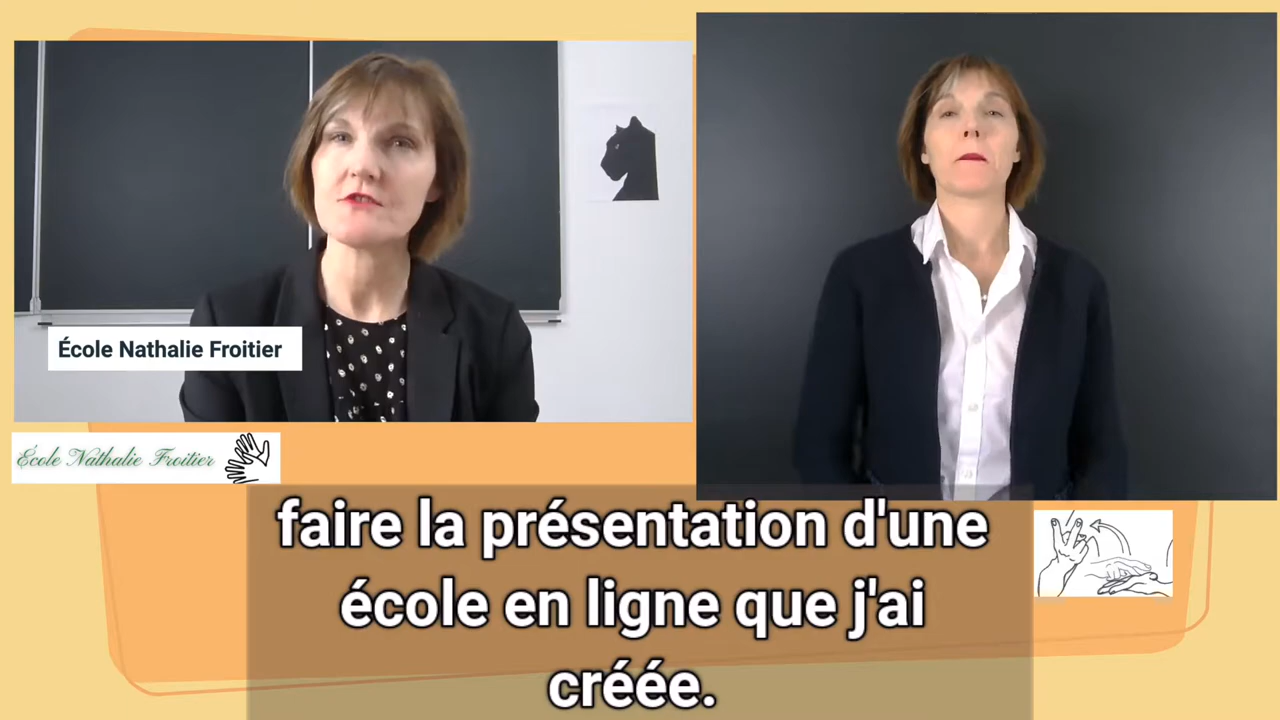 École Nathalie Froitier
École Nathalie Froitier
faire la présentation d'une
école en ligne que j'ai
créée.